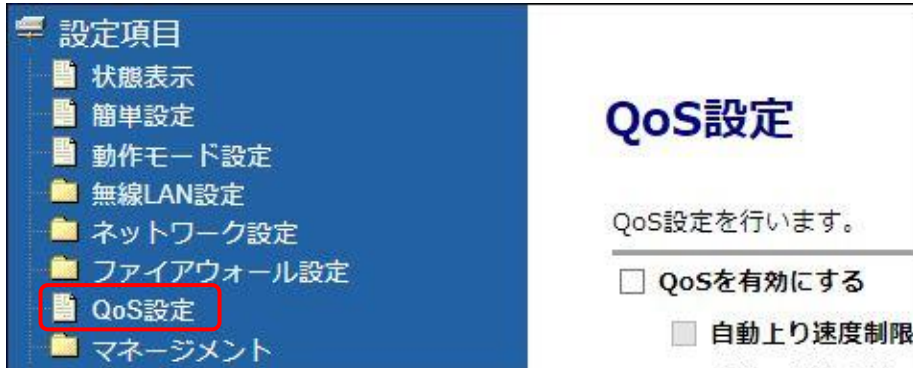 設定項目
状態表示
簡単設定
動作モード設定
無線LAN設定
ネットワーク設定
ファイアウォール設定
QoS設定
マネージメント
QoS設定
QoS設定を行います。
QoSを有効にする
自動上り速度制限